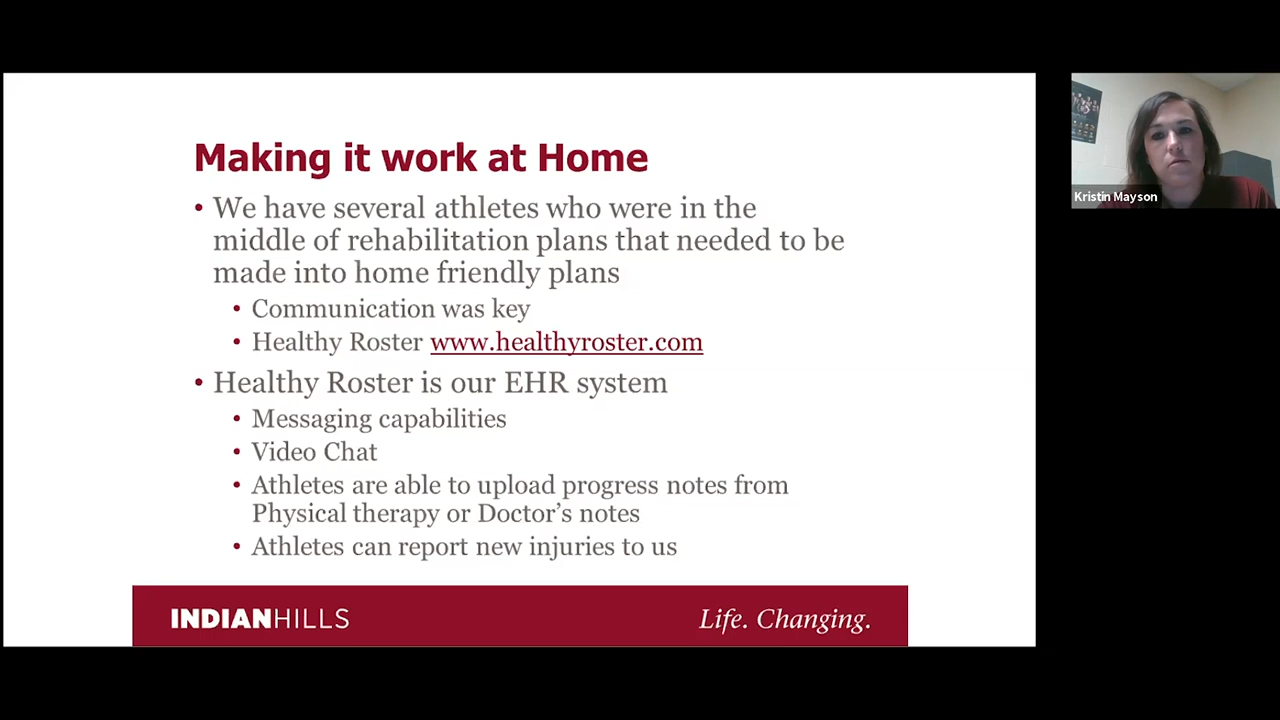 Making it work at Home
• We have several athletes who were in the
middle of rehabilitation plans that needed to be
made into home friendly plans
• Communication was key
• Healthy Roster www.healthyroster.com
• Healthy Roster is our EHR system
• Messaging capabilities
• Video Chat
• Athletes are able to upload progress notes from
Physical therapy or Doctor’s notes
• Athletes can report new injuries to us
INDIANHILLS
Life. Changing.
Kristin Mayson